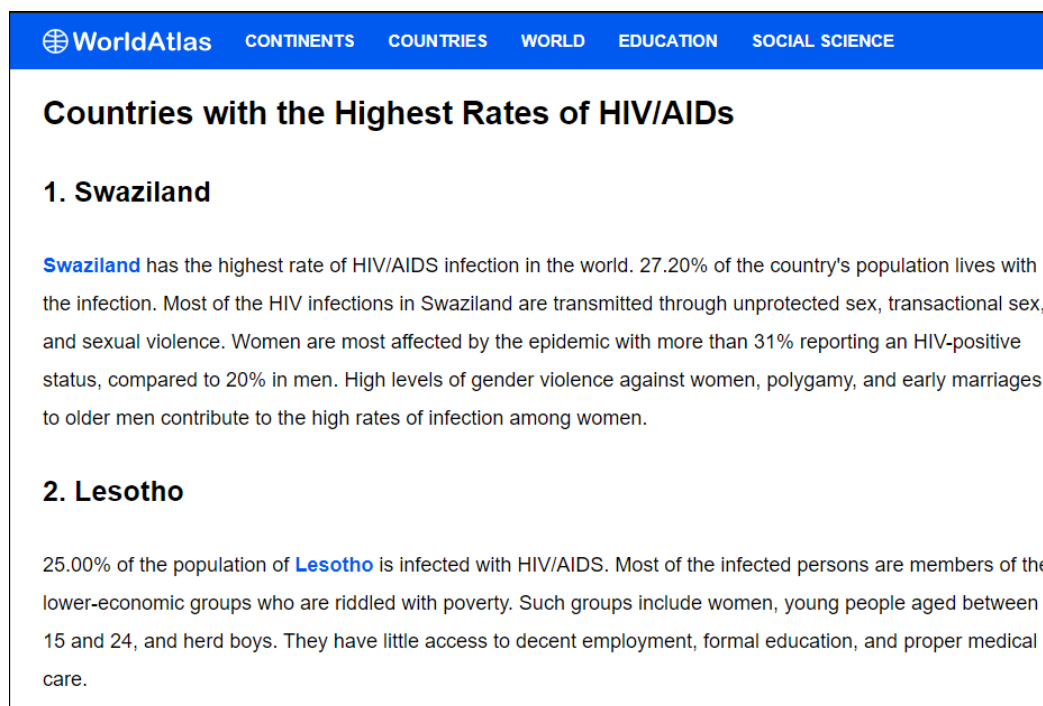 WorldAtlas CONTINENTS COUNTRIES WORLD EDUCATION SOCIAL SCIENCE
Countries with the Highest Rates of HIV/AIDs
1. Swaziland
Swaziland has the highest rate of HIV/AIDS infection in the world. 27.20% of the country's population lives with
the infection. Most of the HIV infections in Swaziland are transmitted through unprotected sex, transactional sex,
and sexual violence. Women are most affected by the epidemic with more than 31% reporting an HIV-positive
status, compared to 20% in men. High levels of gender violence against women, polygamy, and early marriages
to older men contribute to the high rates of infection among women.
2. Lesotho
25.00% of the population of Lesotho is infected with HIV/AIDS. Most of the infected persons are members of the
lower-economic groups who are riddled with poverty. Such groups include women, young people aged between
15 and 24, and herd boys. They have little access to decent employment, formal education, and proper medical
care.